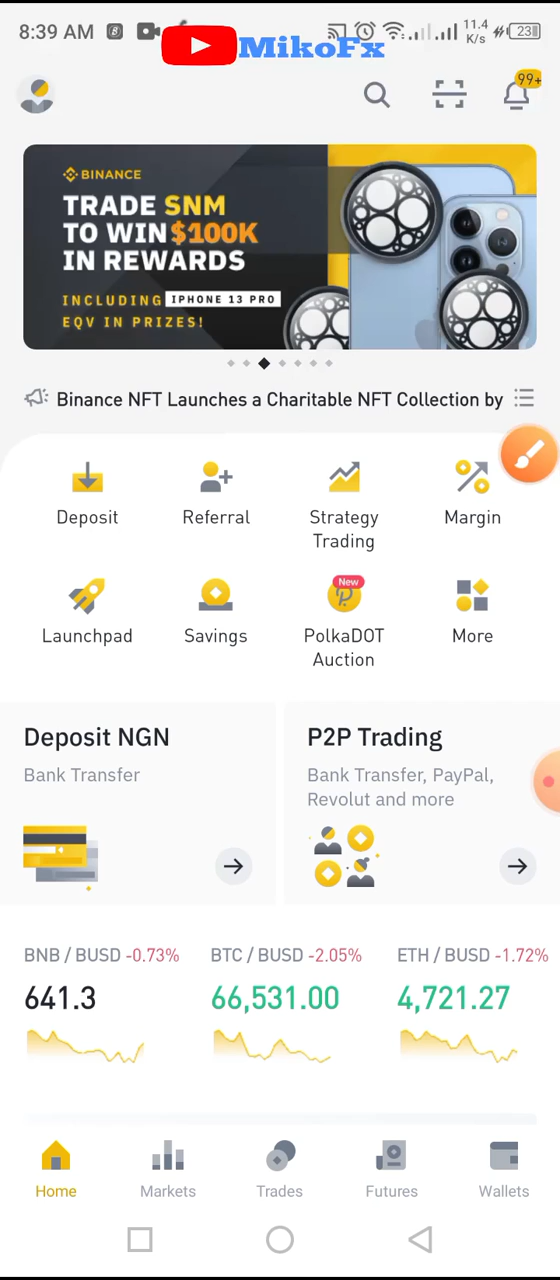 8:39 AM
11.4
K/s
23
MikoFx
99+
BINANCE
TRADE SNM
TO WIN $100K
IN REWARDS
INCLUDING IPHONE 13 PRO
EQV IN PRIZES!
Binance NFT Launches a Charitable NFT Collection by
Deposit
Referral
Strategy
Trading
Margin
Launchpad
Savings
New
PolkaDOT
Auction
More
Deposit NGN
Bank Transfer
P2P Trading
Bank Transfer, PayPal,
Revolut and more
BNB / BUSD -0.73%
BTC / BUSD -2.05%
ETH / BUSD -1.72%
641.3
66,531.00
4,721.27
Home
Markets
Trades
Futures
Wallets